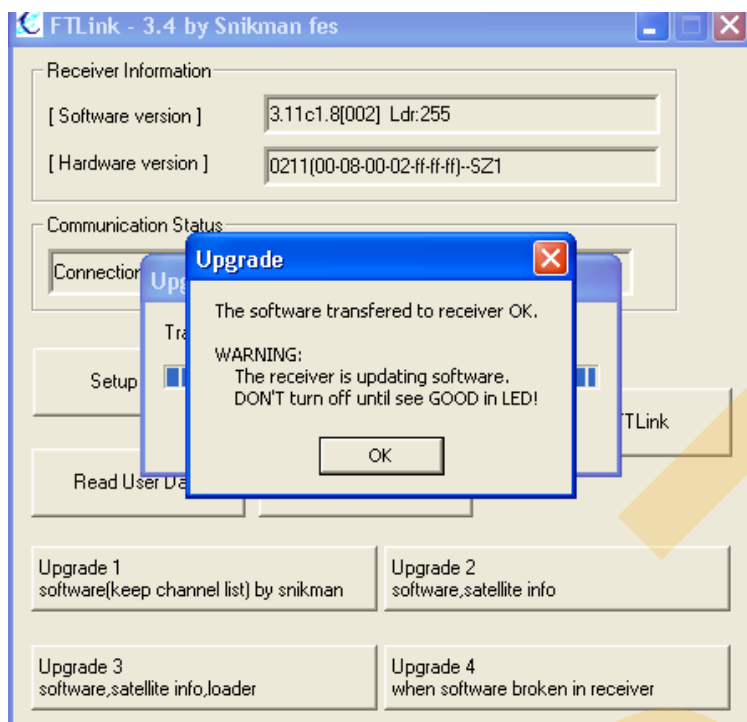 FTLink - 3.4 by Snikman fes
Receiver Information
[ Software version ]
3.11c1.8[002] Ldr:255
[ Hardware version ]
0211(00-08-00-02-ff-ff-ff)--SZ1
Communication Status
Connection
Upgrade
The software transfered to receiver OK.
WARNING:
The receiver is updating software.
DON'T turn off until see GOOD in LED!
OK
Setup
TLink
Read User Da
Upgrade 1
software(keep channel list) by snikman
Upgrade 2
software,satellite info
Upgrade 3
software,satellite info,loader
Upgrade 4
when software broken in receiver